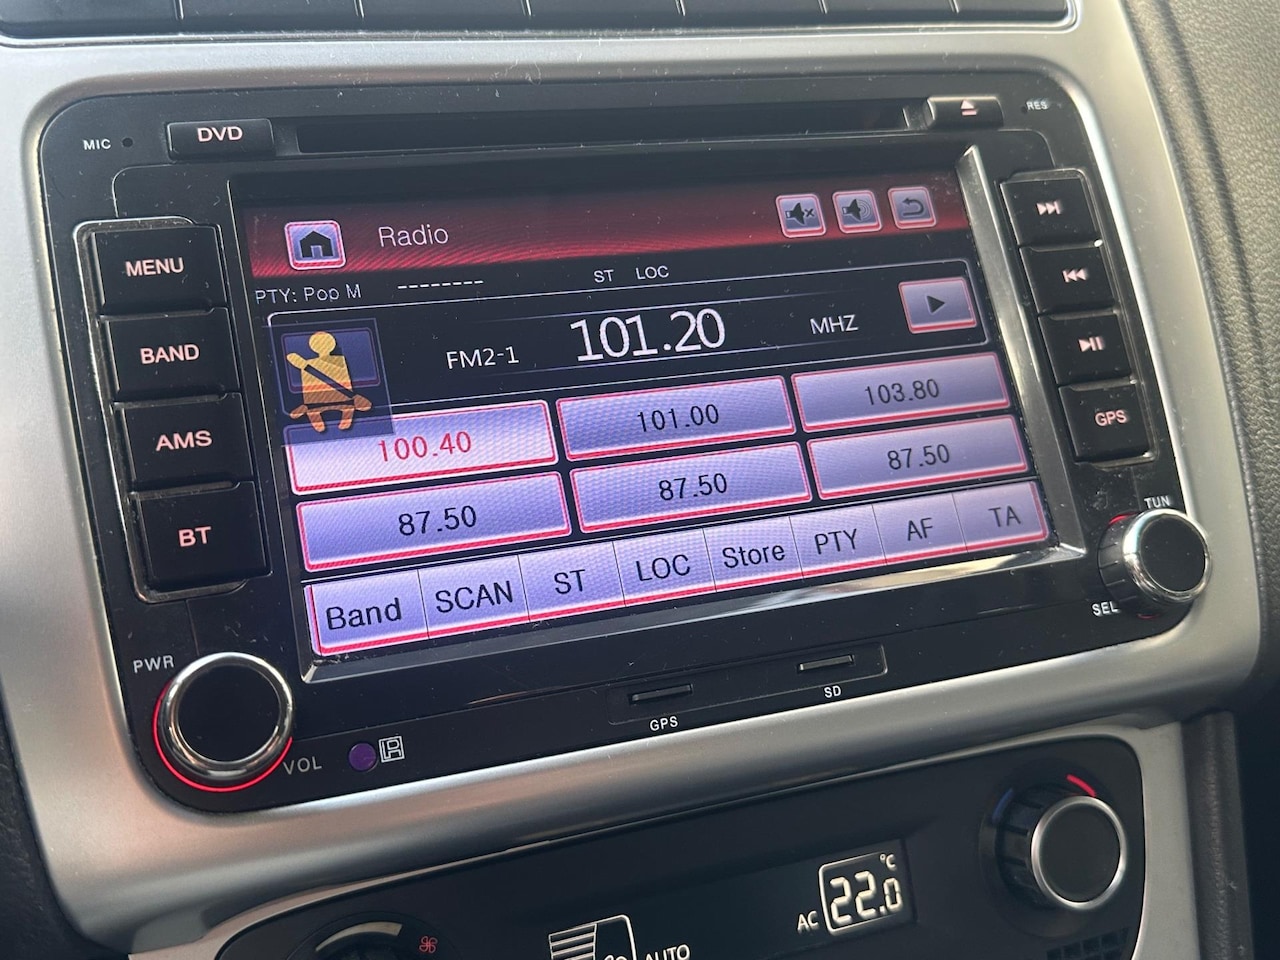 MIC
DVD
RES
MENU
BAND
AMS
BT
Radio
PTY: Pop M --------
ST LOC
FM2-1 101.20 MHZ
100.40 101.00 103.80
87.50 87.50 87.50
Band SCAN ST LOC Store PTY AF TA
GPS
TUN
SEL
PWR
VOL
GPS
SD
AC 22.0 °C
AUTO